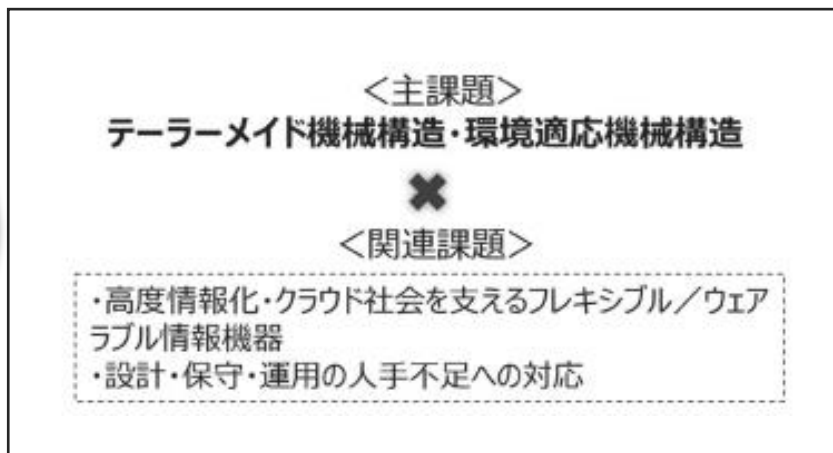 ＜主課題＞
テーラーメイド機械構造・環境適応機械構造
✖
＜関連課題＞
・高度情報化・クラウド社会を支えるフレキシブル／ウェア
ラブル情報機器
・設計・保守・運用の人手不足への対応